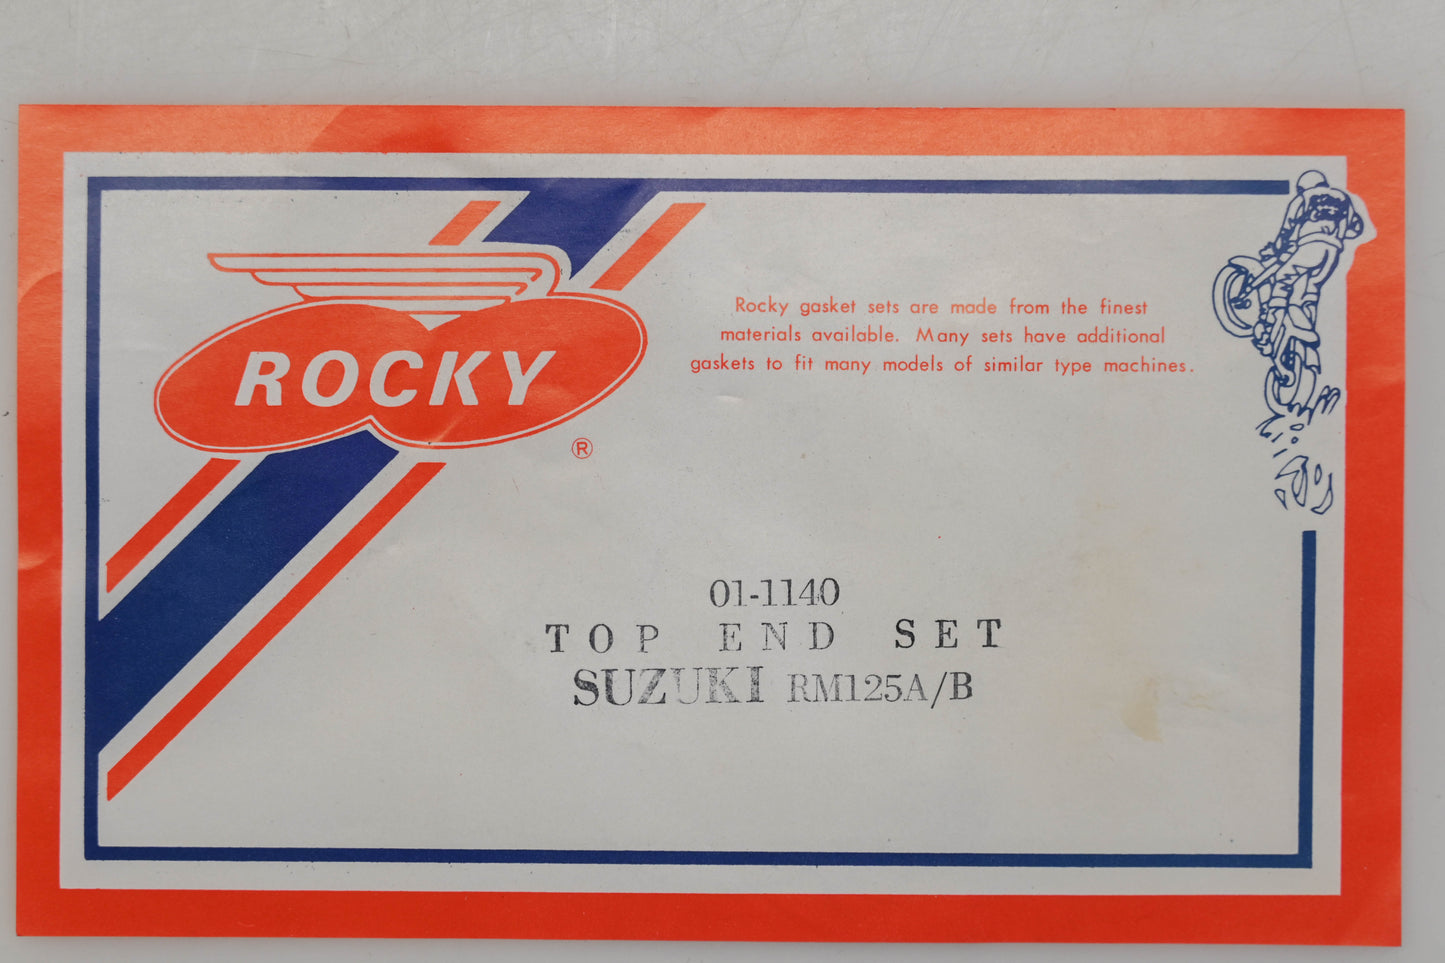 ROCKY
®
Rocky gasket sets are made from the finest
materials available. Many sets have additional
gaskets to fit many models of similar type machines.
01-1140
TOP END SET
SUZUKI RM125A/B